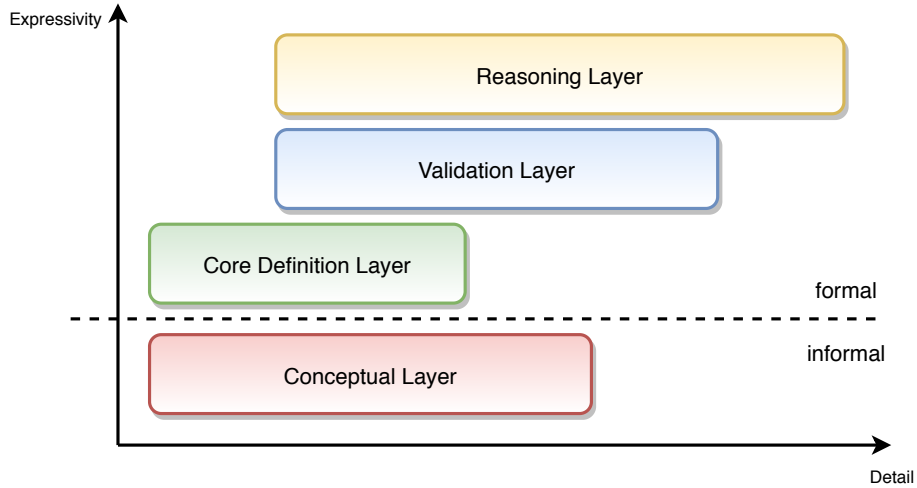 Expressivity
Reasoning Layer
Validation Layer
Core Definition Layer
formal
informal
Conceptual Layer
Detail